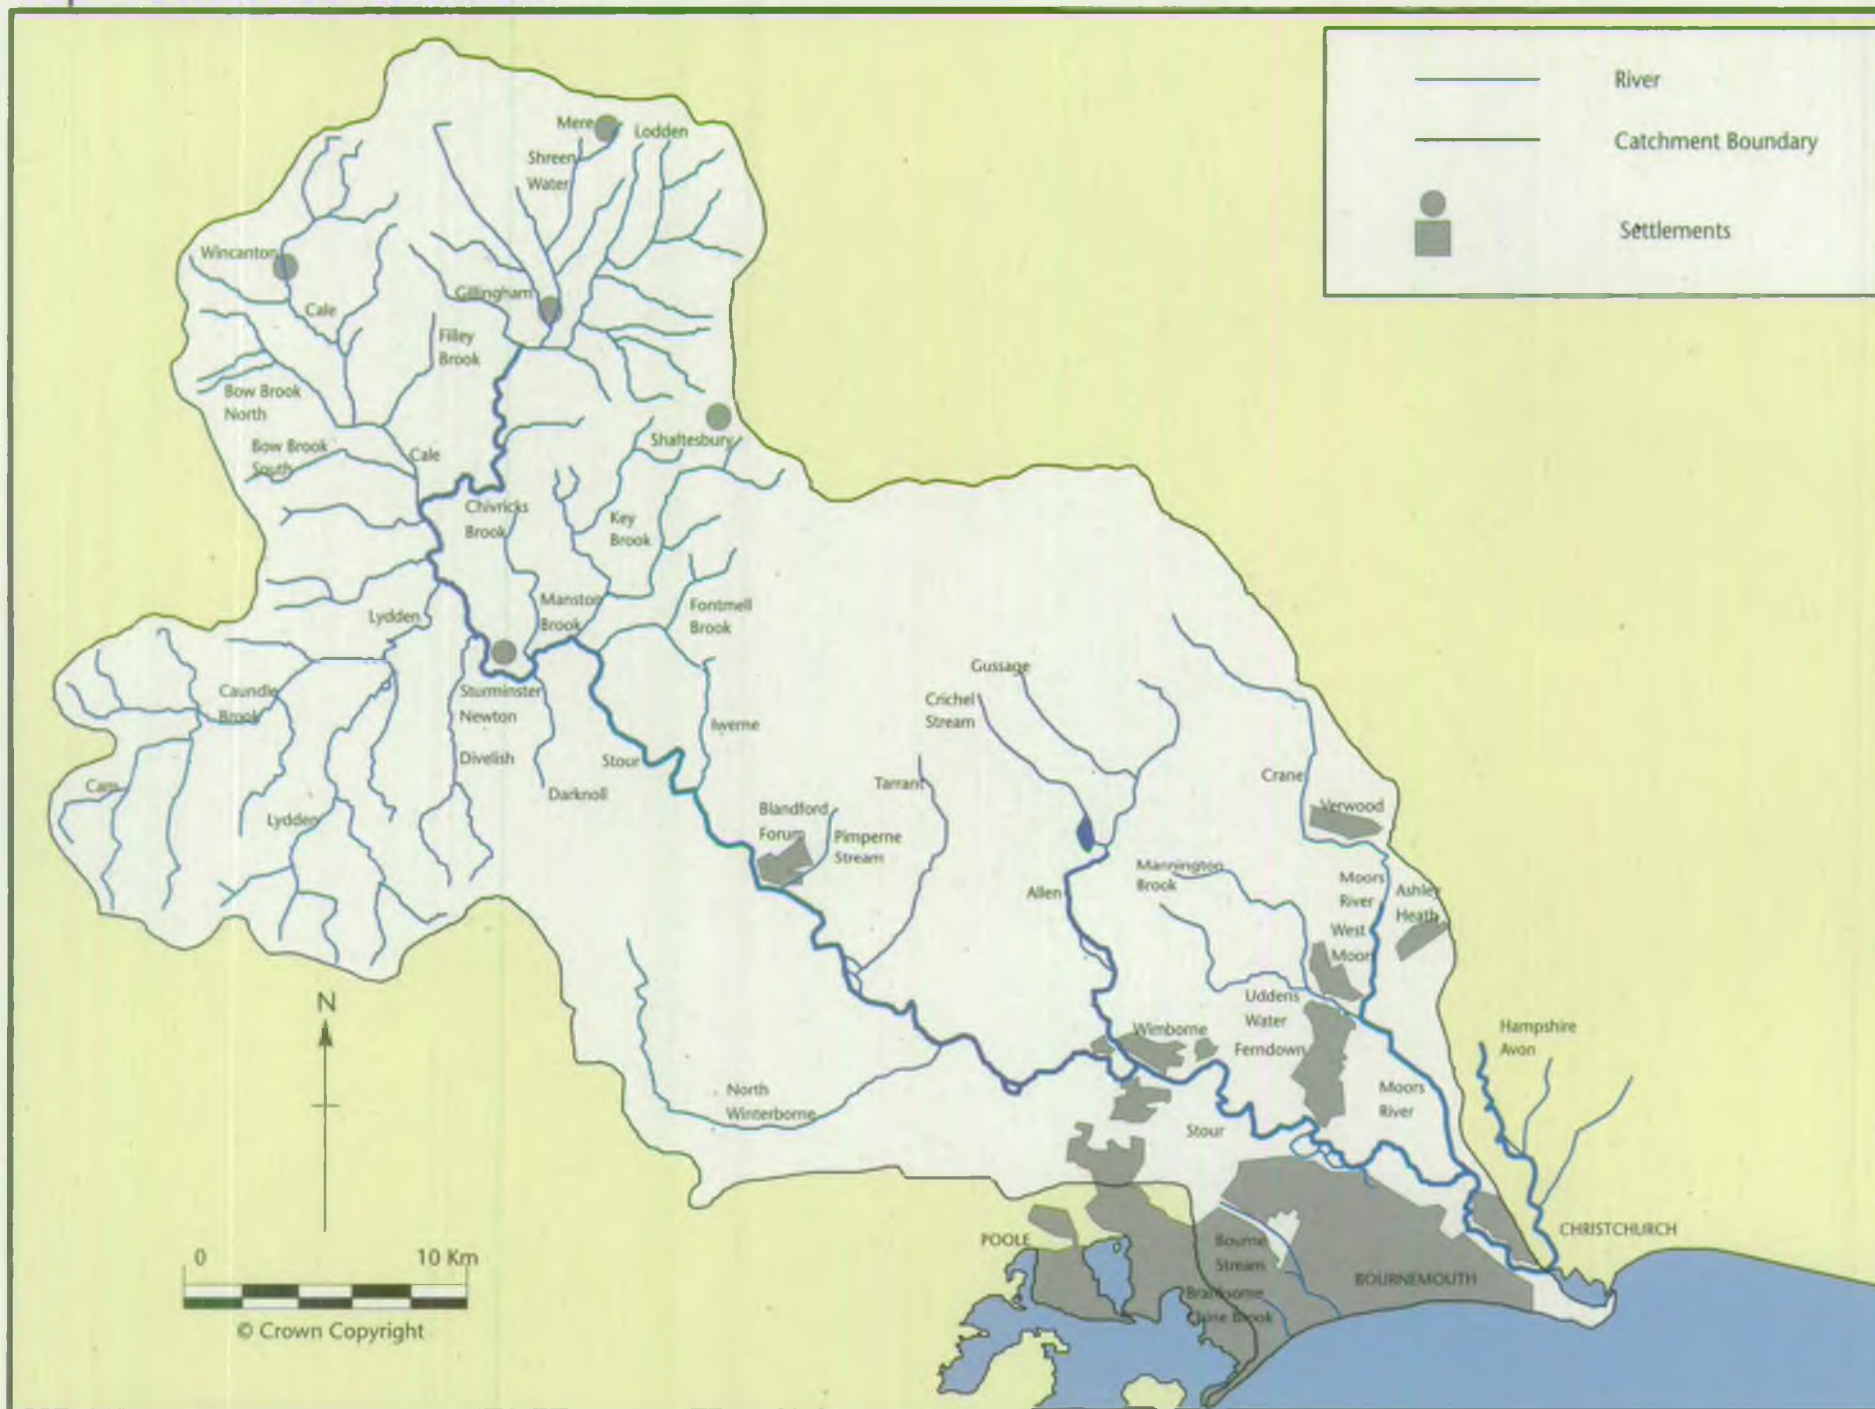 River
Catchment Boundary
Settlements
Mere
Lodden
Shreen
Water
Wincanton
Cale
Gillingham
Filley
Brook
Bow Brook
North
Bow Brook
South
Cale
Shaftesbury
Chivricks
Brook
Key
Brook
Lydden
Manston
Brook
Fontmell
Brook
Caundle
Brook
Sturminster
Newton
Divelish
Darknoll
Stour
Iwerne
Cam
Lydden
Gussage
Crichel
Stream
Tarrant
Blandford
Forum
Pimperne
Stream
Crane
Verwood
Mannington
Brook
Allen
Moors
River
Ashley
Heath
West
Moors
Uddens
Water
Wimborne
Ferndown
Hampshire
Avon
Moors
River
North
Winterborne
Stour
N
POOLE
Bourne
Stream
Branksome
Chine Brook
BOURNEMOUTH
CHRISTCHURCH
0 10 Km
© Crown Copyright